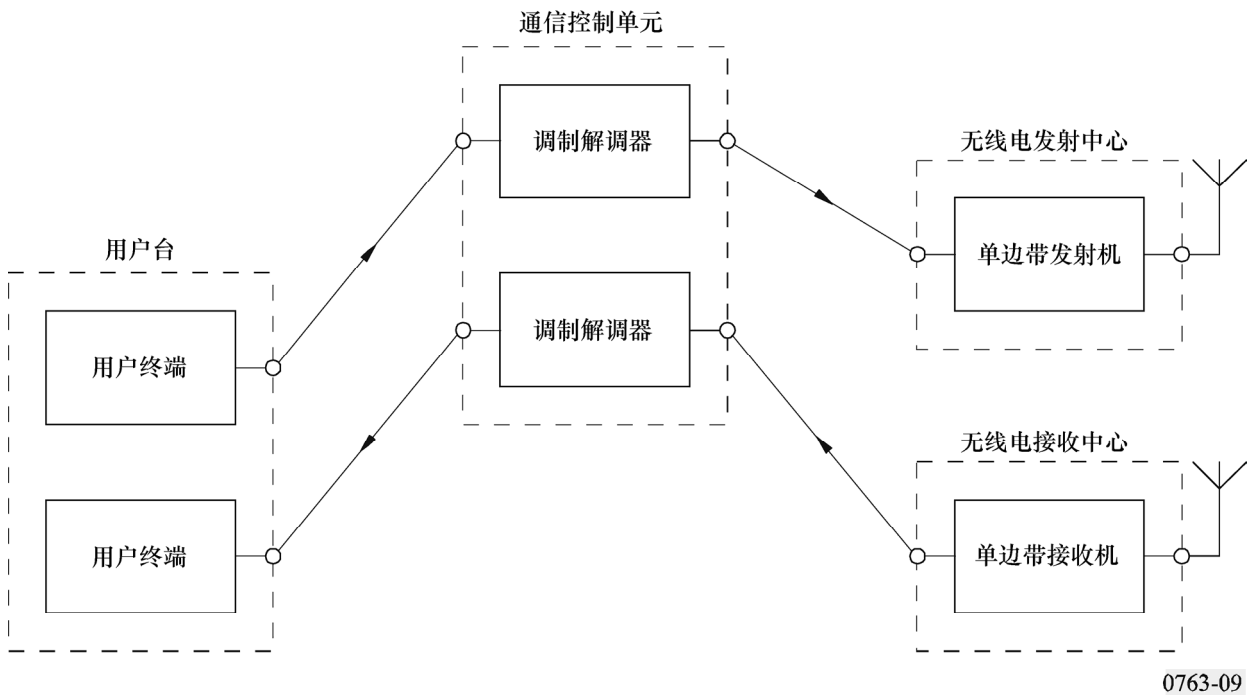 通信控制单元
调制解调器
无线电发射中心
单边带发射机
用户台
调制解调器
用户终端
无线电接收中心
用户终端
单边带接收机
0763-09